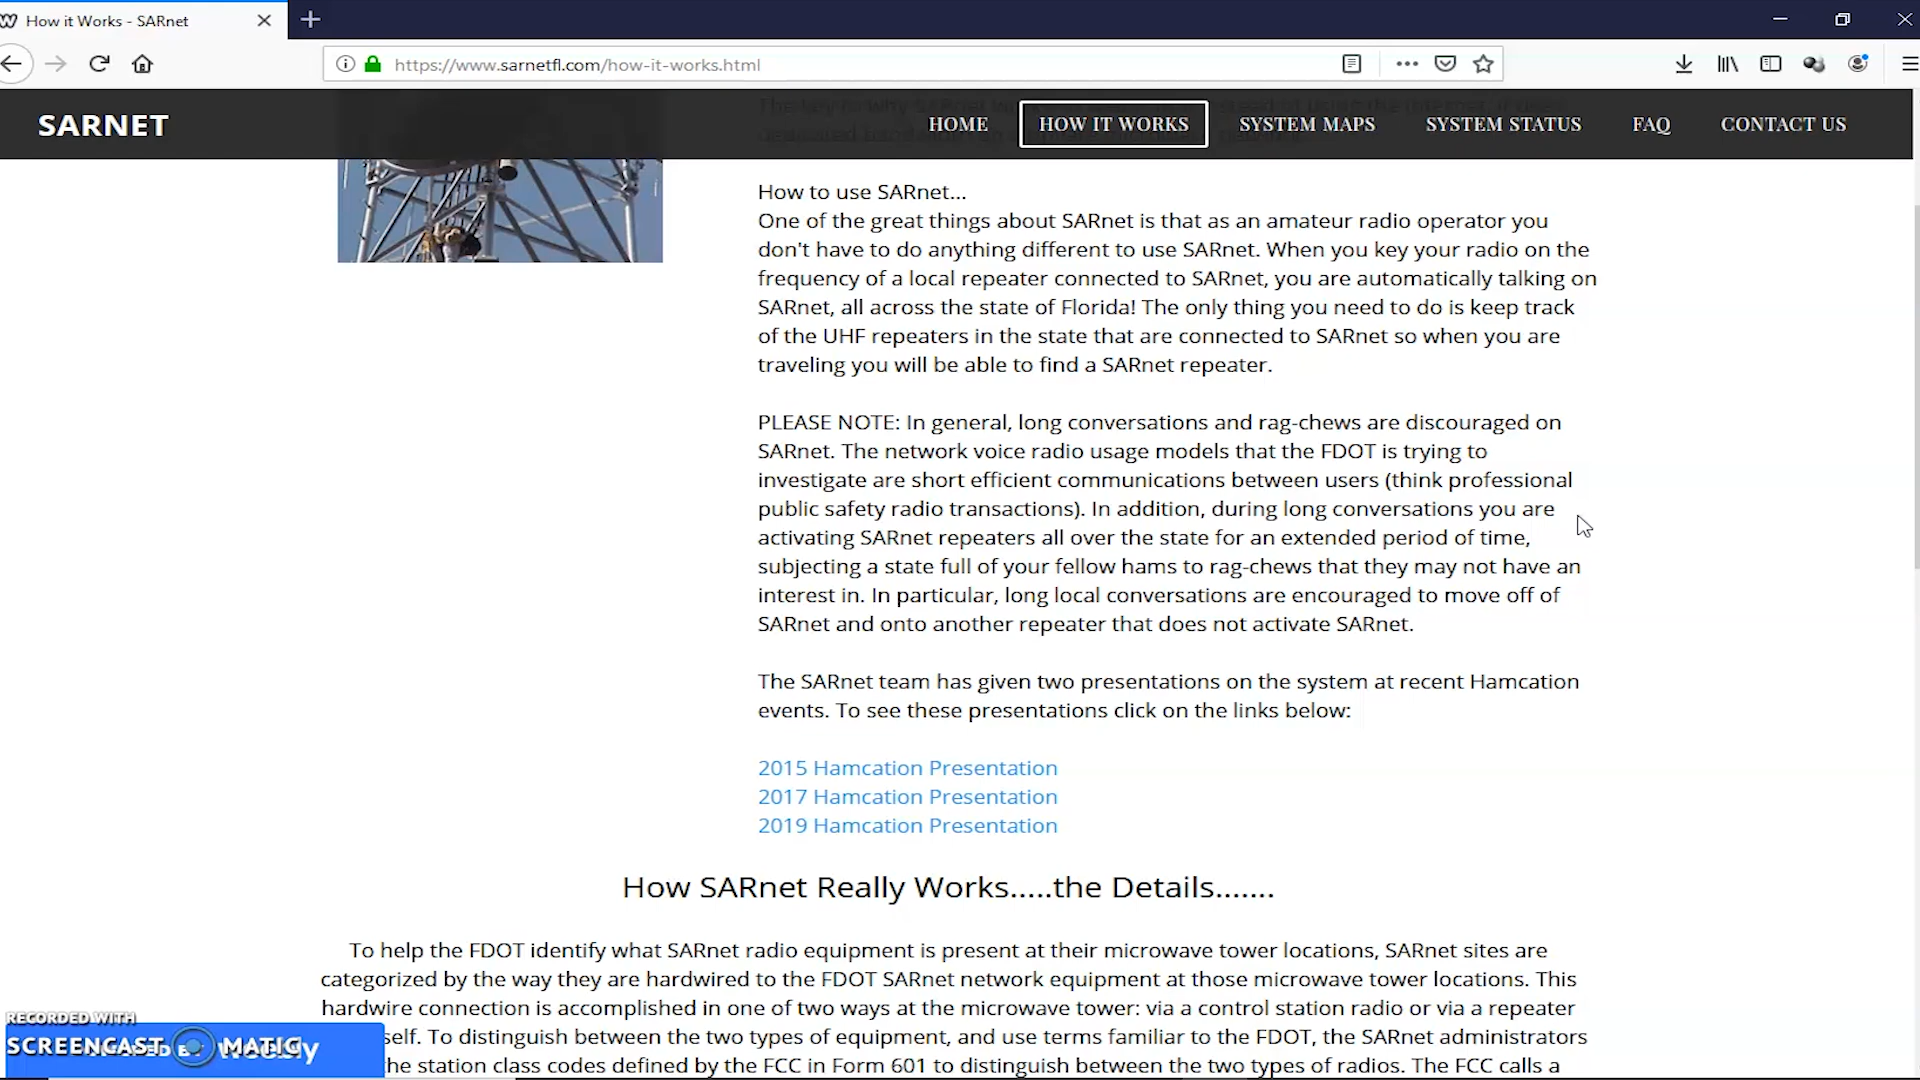 How it Works - SARnet
https://www.sarnetfl.com/how-it-works.html
SARNET
HOME
HOW IT WORKS
SYSTEM MAPS
SYSTEM STATUS
FAQ
CONTACT US
How to use SARnet...
One of the great things about SARnet is that as an amateur radio operator you
don't have to do anything different to use SARnet. When you key your radio on the
frequency of a local repeater connected to SARnet, you are automatically talking on
SARnet, all across the state of Florida! The only thing you need to do is keep track
of the UHF repeaters in the state that are connected to SARnet so when you are
traveling you will be able to find a SARnet repeater.
PLEASE NOTE: In general, long conversations and rag-chews are discouraged on
SARnet. The network voice radio usage models that the FDOT is trying to
investigate are short efficient communications between users (think professional
public safety radio transactions). In addition, during long conversations you are
activating SARnet repeaters all over the state for an extended period of time,
subjecting a state full of your fellow hams to rag-chews that they may not have an
interest in. In particular, long local conversations are encouraged to move off of
SARnet and onto another repeater that does not activate SARnet.
The SARnet team has given two presentations on the system at recent Hamcation
events. To see these presentations click on the links below:
2015 Hamcation Presentation
2017 Hamcation Presentation
2019 Hamcation Presentation
How SARnet Really Works.....the Details.......
To help the FDOT identify what SARnet radio equipment is present at their microwave tower locations, SARnet sites are
categorized by the way they are hardwired to the FDOT SARnet network equipment at those microwave tower locations. This
hardwire connection is accomplished in one of two ways at the microwave tower: via a control station radio or via a repeater
self. To distinguish between the two types of equipment, and use terms familiar to the FDOT, the SARnet administrators
the station class codes defined by the FCC in Form 601 to distinguish between the two types of radios. The FCC calls a
RECORDED WITH
SCREENCAST MATIC